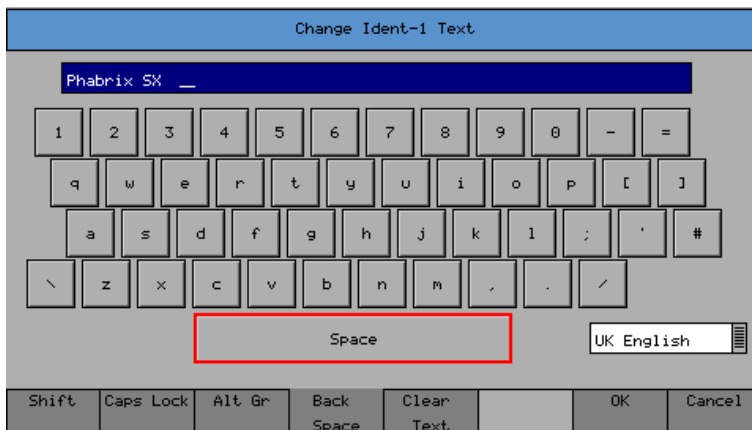 Change Ident-1 Text
Phabrix SX __
1 2 3 4 5 6 7 8 9 0 - =
q w e r t y u i o p [ ]
a s d f g h j k l ; ' #
\ z x c v b n m , . /
Space
UK English
Shift Caps Lock Alt Gr Back Space Clear Text OK Cancel